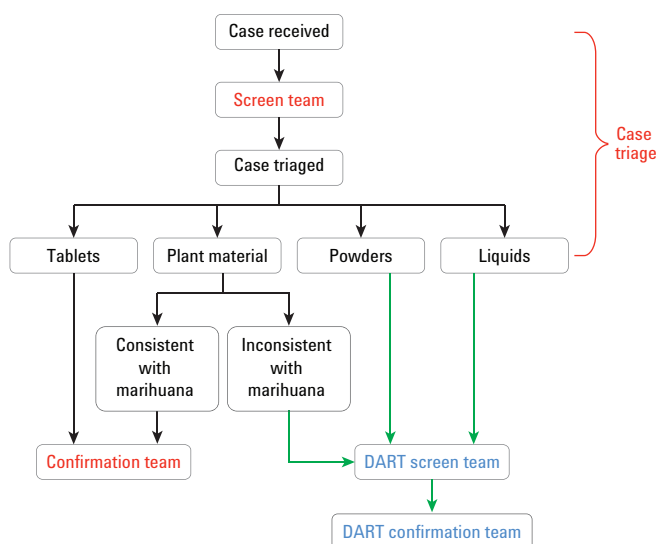 Case received
Screen team
Case triaged
Case
triage
Tablets
Plant material
Powders
Liquids
Consistent
with
marihuana
Inconsistent
with
marihuana
Confirmation team
DART screen team
DART confirmation team